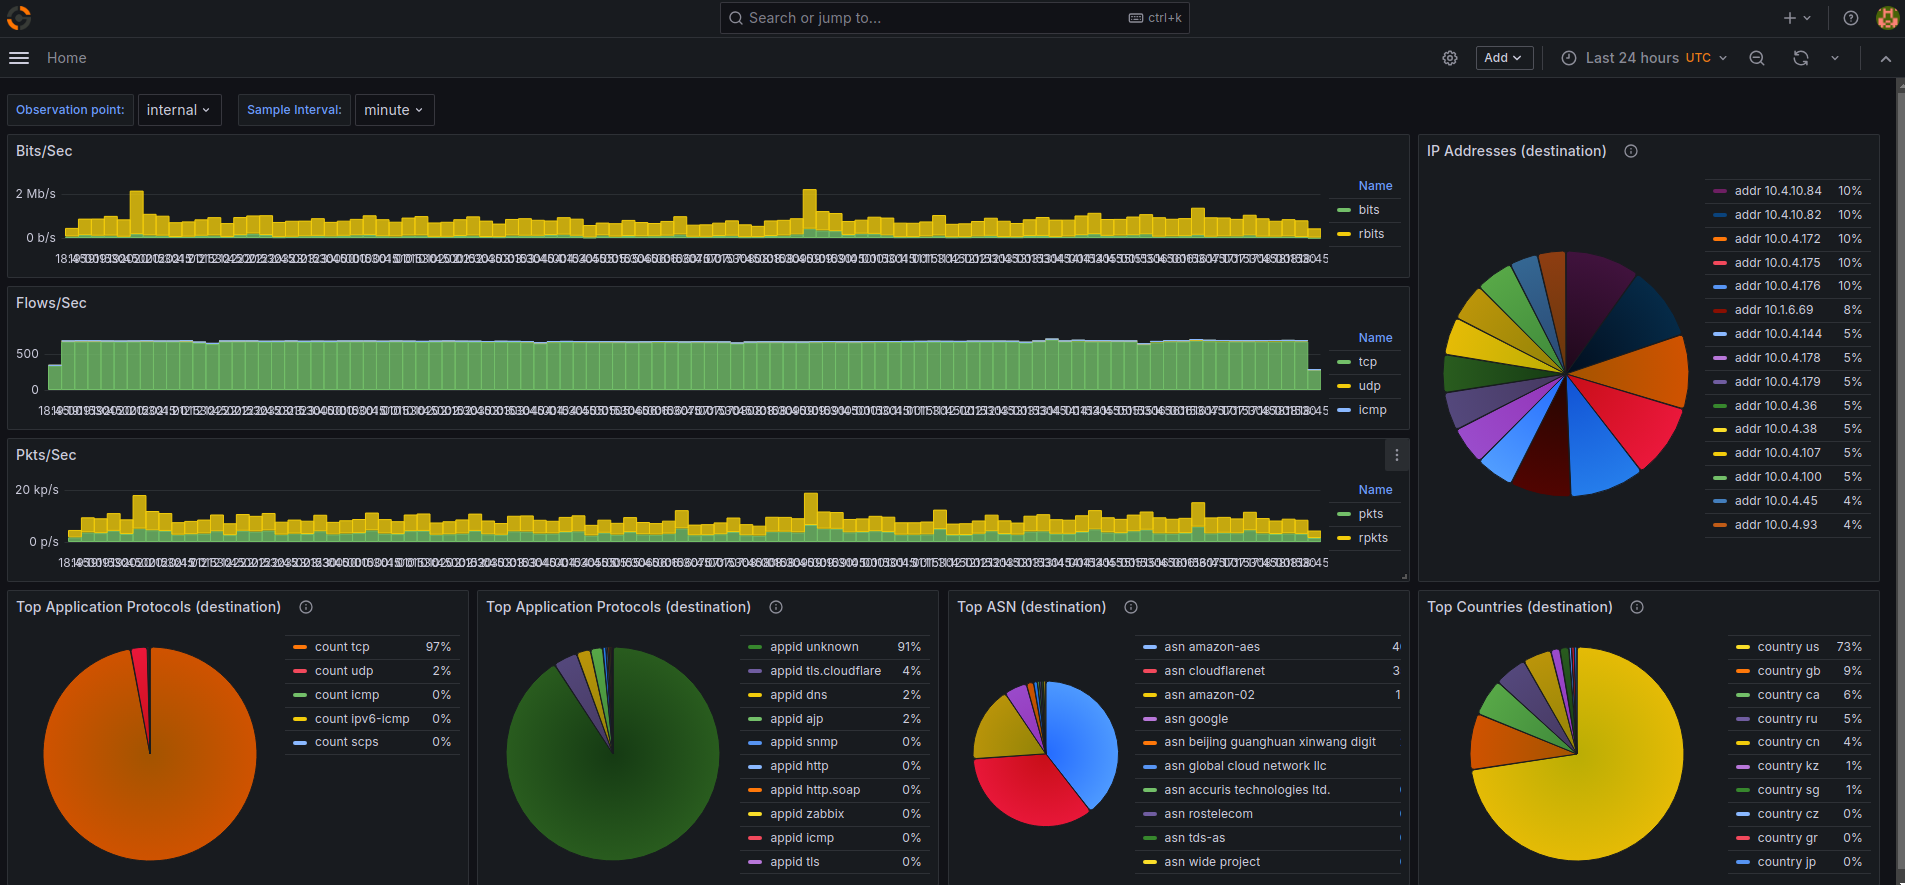 Search or jump to...
ctrl+k
Home
Add
Last 24 hours UTC
Observation point:
internal
Sample Interval:
minute
Bits/Sec
2 Mb/s
0 b/s
Name
bits
rbits
Flows/Sec
500
0
Name
tcp
udp
icmp
Pkts/Sec
20 kp/s
0 p/s
Name
pkts
rpkts
IP Addresses (destination)
addr 10.4.10.84 10%
addr 10.4.10.82 10%
addr 10.0.4.172 10%
addr 10.0.4.175 10%
addr 10.0.4.176 10%
addr 10.1.6.69 8%
addr 10.0.4.144 5%
addr 10.0.4.178 5%
addr 10.0.4.179 5%
addr 10.0.4.36 5%
addr 10.0.4.38 5%
addr 10.0.4.107 5%
addr 10.0.4.100 5%
addr 10.0.4.45 4%
addr 10.0.4.93 4%
Top Application Protocols (destination)
count tcp 97%
count udp 2%
count icmp 0%
count ipv6-icmp 0%
count scps 0%
Top Application Protocols (destination)
appid unknown 91%
appid tls.cloudflare 4%
appid dns 2%
appid ajp 2%
appid snmp 0%
appid http 0%
appid http.soap 0%
appid zabbix 0%
appid icmp 0%
appid tls 0%
Top ASN (destination)
asn amazon-aes 4
asn cloudflarenet 3
asn amazon-02 1
asn google
asn beijing guanghuan xinwang digit
asn global cloud network llc
asn accuris technologies ltd.
asn rostelecom
asn tds-as
asn wide project
Top Countries (destination)
country us 73%
country gb 9%
country ca 6%
country ru 5%
country cn 4%
country kz 1%
country sg 1%
country cz 0%
country gr 0%
country jp 0%